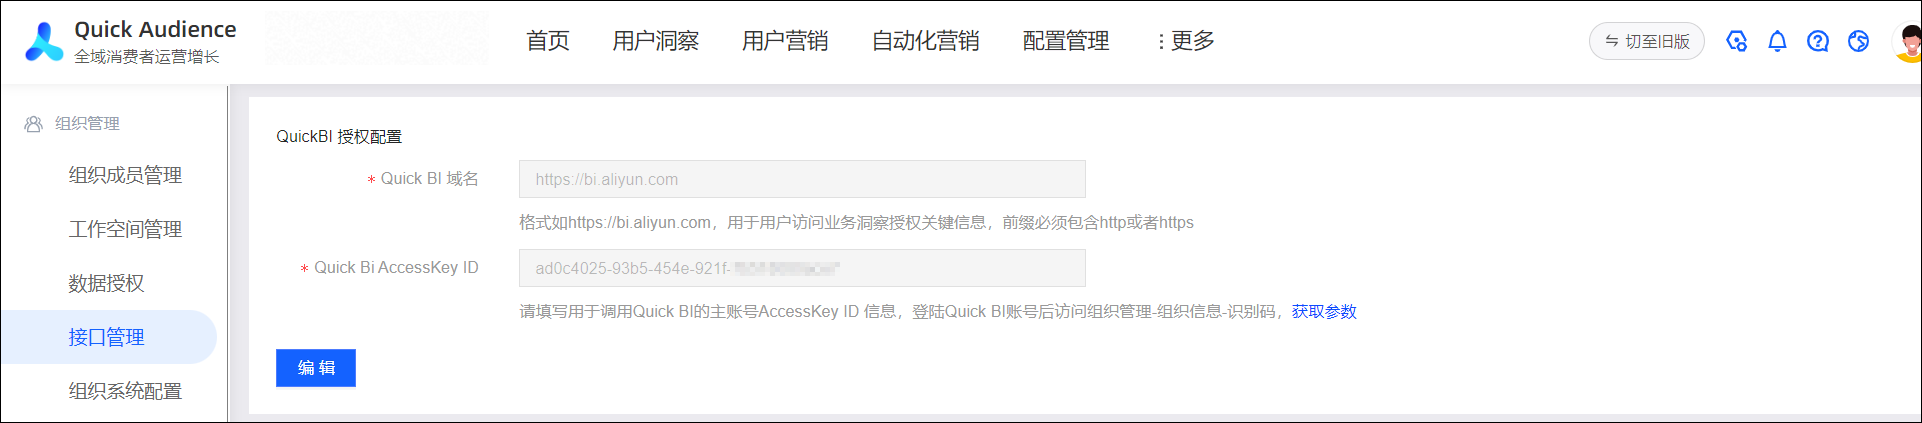 Quick Audience
全域消费者运营增长
首页 用户洞察 用户营销 自动化营销 配置管理 更多
切至旧版
组织管理
组织成员管理
工作空间管理
数据授权
接口管理
组织系统配置
QuickBI 授权配置
* Quick BI 域名 https://bi.aliyun.com
格式如https://bi.aliyun.com，用于用户访问业务洞察授权关键信息，前缀必须包含http或者https
* Quick Bi AccessKey ID ad0c4025-93b5-454e-921f-
请填写用于调用Quick BI的主账号AccessKey ID 信息，登陆Quick BI账号后访问组织管理-组织信息-识别码，获取参数
编 辑